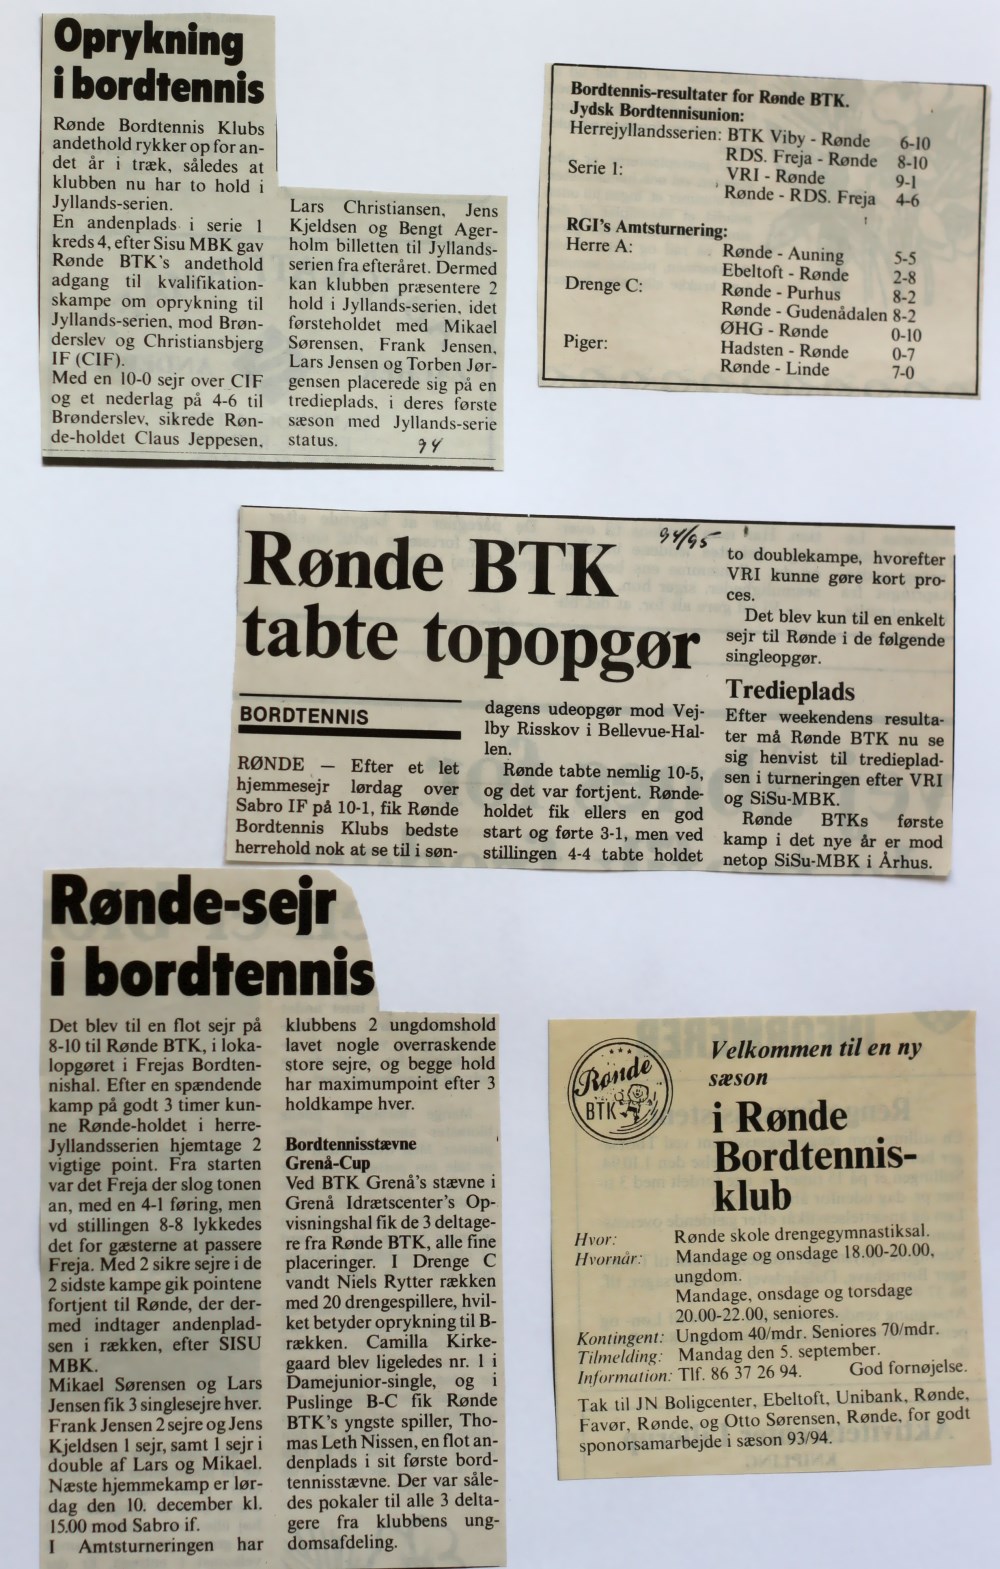 Oprykning
i bordtennis
Rønde Bordtennis Klubs
andethold rykker op for an-
det år i træk, således at
klubben nu har to hold i
Jyllands-serien.
En andenplads i serie 1
kreds 4, efter Sisu MBK gav
Rønde BTK's andethold
adgang til kvalifikation-
skampe om oprykning til
Jyllands-serien, mod Brøn-
derslev og Christiansbjerg
IF (CIF).
Med en 10-0 sejr over CIF
og et nederlag på 4-6 til
Brønderslev, sikrede Røn-
de-holdet Claus Jeppesen,
Lars Christiansen, Jens
Kjeldsen og Bengt Ager-
holm billetten til Jyllands-
serien fra efteråret. Dermed
kan klubben præsentere 2
hold i Jyllands-serien, idet
førsteholdet med Mikael
Sørensen, Frank Jensen,
Lars Jensen og Torben Jør-
gensen placerede sig på en
tredieplads, i deres første
sæson med Jyllands-serie
status.
94
Bordtennis-resultater for Rønde BTK.
Jydsk Bordtennisunion:
Herrejyllandsserien: BTK Viby - Rønde 6-10
RDS. Freja - Rønde 8-10
Serie 1: VRI - Rønde 9-1
Rønde - RDS. Freja 4-6
RGI's Amtsturnering:
Herre A: Rønde - Auning 5-5
Ebeltoft - Rønde 2-8
Drenge C: Rønde - Purhus 8-2
Rønde - Gudenådalen 8-2
ØHG - Rønde 0-10
Piger: Hadsten - Rønde 0-7
Rønde - Linde 7-0
94/95
Rønde BTK
tabte topopgør
BORDTENNIS
RØNDE — Efter et let
hjemmesejr lørdag over
Sabro IF på 10-1, fik Rønde
Bordtennis Klubs bedste
herrehold nok at se til i søn-
dagens udeopgør mod Vej-
lby Risskov i Bellevue-Hal-
len.
Rønde tabte nemlig 10-5,
og det var fortjent. Rønde-
holdet fik ellers en god
start og førte 3-1, men ved
stillingen 4-4 tabte holdet
to doublekampe, hvorefter
VRI kunne gøre kort pro-
ces.
Det blev kun til en enkelt
sejr til Rønde i de følgende
singleopgør.
Tredieplads
Efter weekendens resulta-
ter må Rønde BTK nu se
sig henvist til tredieplad-
sen i turneringen efter VRI
og SiSu-MBK.
Rønde BTKs første
kamp i det nye år er mod
netop SiSu-MBK i Århus.
Rønde-sejr
i bordtennis
Det blev til en flot sejr på
8-10 til Rønde BTK, i loka-
lopgøret i Frejas Bordten-
nishal. Efter en spændende
kamp på godt 3 timer kun-
ne Rønde-holdet i herre-
Jyllandsserien hjemtage 2
vigtige point. Fra starten
var det Freja der slog tonen
an, med en 4-1 føring, men
vd stillingen 8-8 lykkedes
det for gæsterne at passere
Freja. Med 2 sikre sejre i de
2 sidste kampe gik pointene
fortjent til Rønde, der der-
med indtager andenplad-
sen i rækken, efter SISU
MBK.
Mikael Sørensen og Lars
Jensen fik 3 singlesejre hver.
Frank Jensen 2 sejre og Jens
Kjeldsen 1 sejr, samt 1 sejr i
double af Lars og Mikael.
Næste hjemmekamp er lør-
dag den 10. december kl.
15.00 mod Sabro if.
I Amtsturneringen har
klubbens 2 ungdomshold
lavet nogle overraskende
store sejre, og begge hold
har maximumpoint efter 3
holdkampe hver.
Bordtennisstævne
Grenå-Cup
Ved BTK Grenå's stævne i
Grenå Idrætscenter's Op-
visningshal fik de 3 deltage-
re fra Rønde BTK, alle fine
placeringer. I Drenge C
vandt Niels Rytter rækken
med 20 drengespillere, hvil-
ket betyder oprykning til B-
rækken. Camilla Kirke-
gaard blev ligeledes nr. 1 i
Damejunior-single, og i
Puslinge B-C fik Rønde
BTK's yngste spiller, Tho-
mas Leth Nissen, en flot an-
denplads i sit første bord-
tennisstævne. Der var såle-
des pokaler til alle 3 delta-
gere fra klubbens ung-
domsafdeling.
Rønde
BTK
Velkommen til en ny
sæson
i Rønde
Bordtennis-
klub
Hvor: Rønde skole drengegymnastiksal.
Hvornår: Mandage og onsdage 18.00-20.00,
ungdom.
Mandage, onsdage og torsdage
20.00-22.00, seniores.
Kontingent: Ungdom 40/mdr. Seniores 70/mdr.
Tilmelding: Mandag den 5. september.
Information: Tlf. 86 37 26 94. God fornøjelse.
Tak til JN Boligcenter, Ebeltoft, Unibank, Rønde,
Favør, Rønde, og Otto Sørensen, Rønde, for godt
sponsorsamarbejde i sæson 93/94.